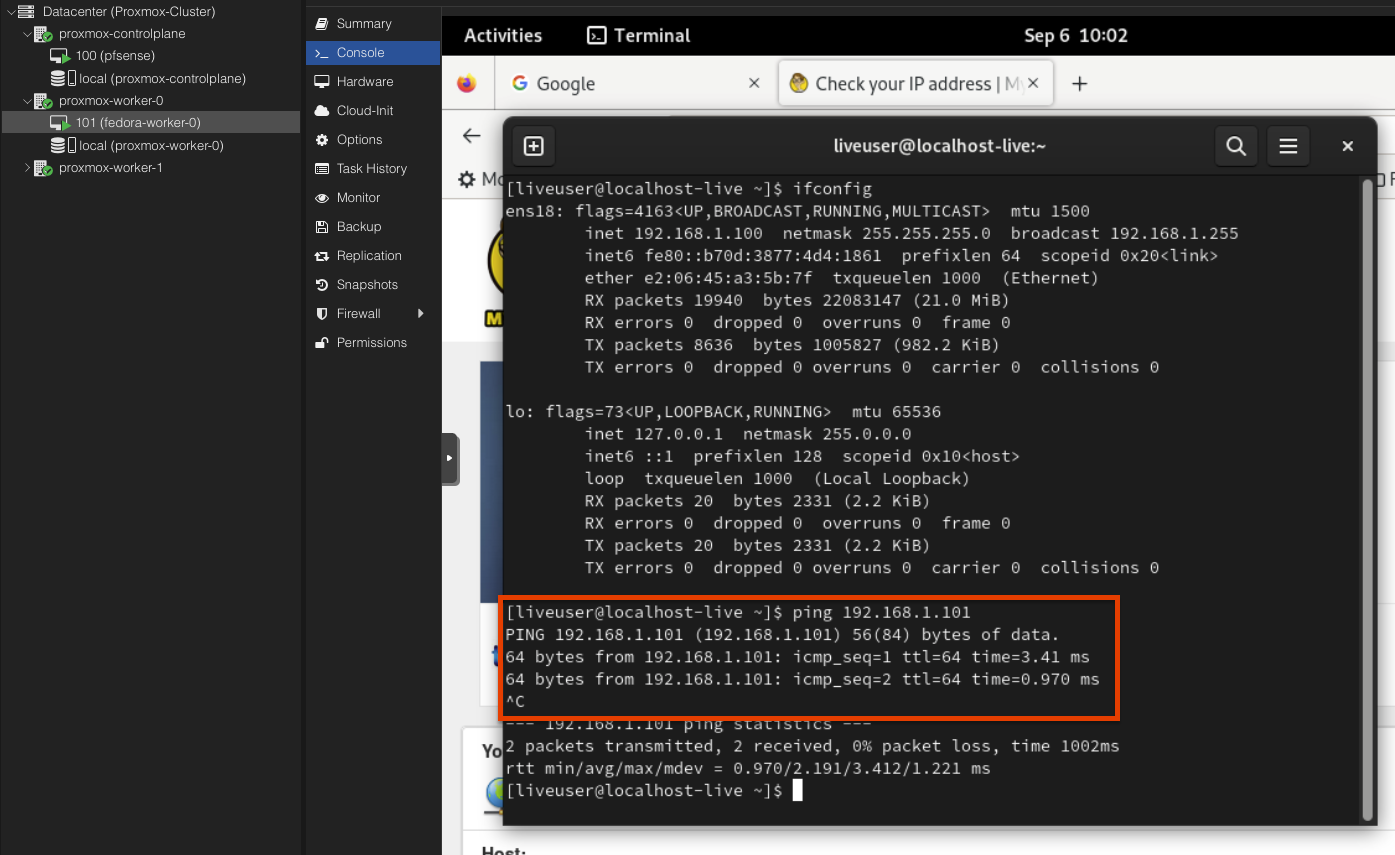 Datacenter (Proxmox-Cluster)
proxmox-controlplane
100 (pfsense)
local (proxmox-controlplane)
proxmox-worker-0
101 (fedora-worker-0)
local (proxmox-worker-0)
proxmox-worker-1
Summary
Console
Hardware
Cloud-Init
Options
Task History
Monitor
Backup
Replication
Snapshots
Firewall
Permissions
Activities
Terminal
Sep 6 10:02
Google
Check your IP address | My
liveuser@localhost-live:~
[liveuser@localhost-live ~]$ ifconfig
ens18: flags=4163<UP,BROADCAST,RUNNING,MULTICAST>  mtu 1500
inet 192.168.1.100  netmask 255.255.255.0  broadcast 192.168.1.255
inet6 fe80::b70d:3877:4d4:1861  prefixlen 64  scopeid 0x20<link>
ether e2:06:45:a3:5b:7f  txqueuelen 1000  (Ethernet)
RX packets 19940  bytes 22083147 (21.0 MiB)
RX errors 0  dropped 0  overruns 0  frame 0
TX packets 8636  bytes 1005827 (982.2 KiB)
TX errors 0  dropped 0 overruns 0  carrier 0  collisions 0
lo: flags=73<UP,LOOPBACK,RUNNING>  mtu 65536
inet 127.0.0.1  netmask 255.0.0.0
inet6 ::1  prefixlen 128  scopeid 0x10<host>
loop  txqueuelen 1000  (Local Loopback)
RX packets 20  bytes 2331 (2.2 KiB)
RX errors 0  dropped 0  overruns 0  frame 0
TX packets 20  bytes 2331 (2.2 KiB)
TX errors 0  dropped 0 overruns 0  carrier 0  collisions 0
[liveuser@localhost-live ~]$ ping 192.168.1.101
PING 192.168.1.101 (192.168.1.101) 56(84) bytes of data.
64 bytes from 192.168.1.101: icmp_seq=1 ttl=64 time=3.41 ms
64 bytes from 192.168.1.101: icmp_seq=2 ttl=64 time=0.970 ms
^C
--- 192.168.1.101 ping statistics ---
2 packets transmitted, 2 received, 0% packet loss, time 1002ms
rtt min/avg/max/mdev = 0.970/2.191/3.412/1.221 ms
[liveuser@localhost-live ~]$
Host: